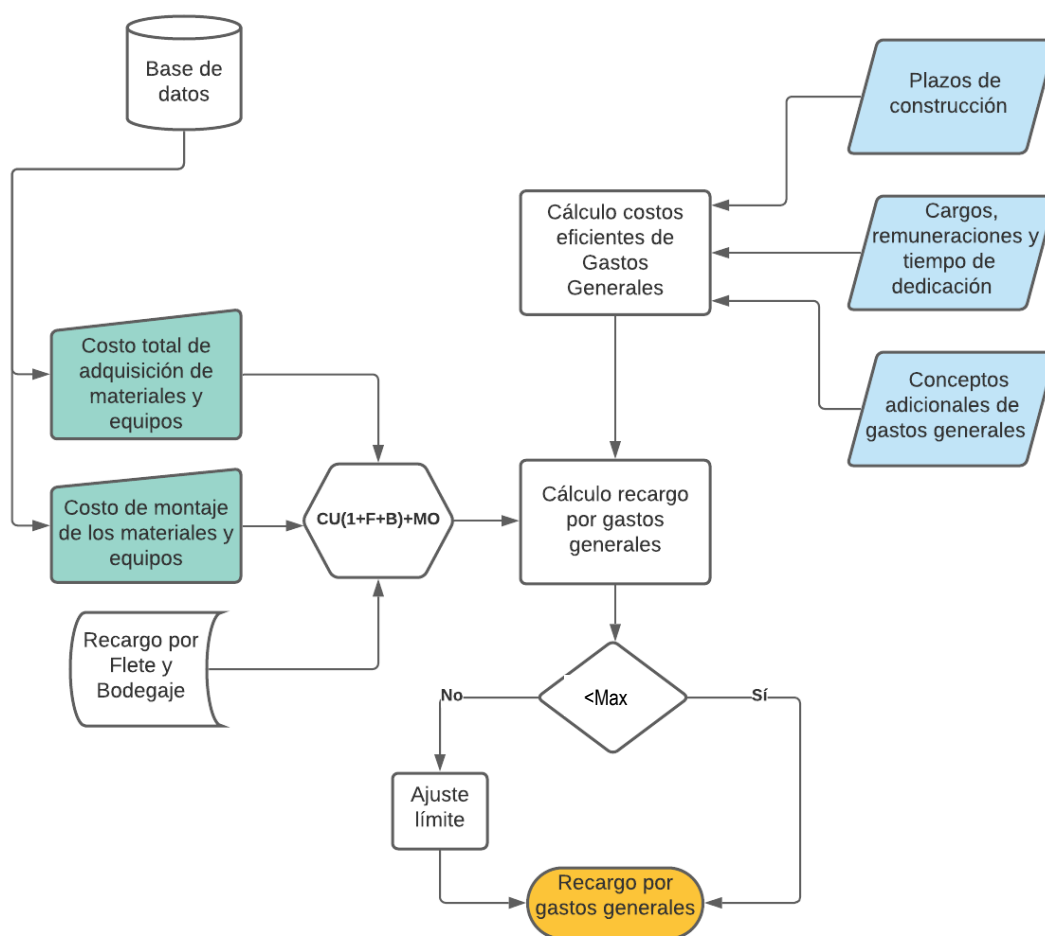 Base de
datos
Plazos de
construcción
Cálculo costos
eficientes de
Gastos
Generales
Cargos,
remuneraciones y
tiempo de
dedicación
Costo total de
adquisición de
materiales y
equipos
Conceptos
adicionales de
gastos generales
Costo de montaje
de los materiales y
equipos
CU(1+F+B)+MO
Cálculo recargo
por gastos
generales
Recargo por
Flete y
Bodegaje
No
<Max
Sí
Ajuste
límite
Recargo por
gastos generales